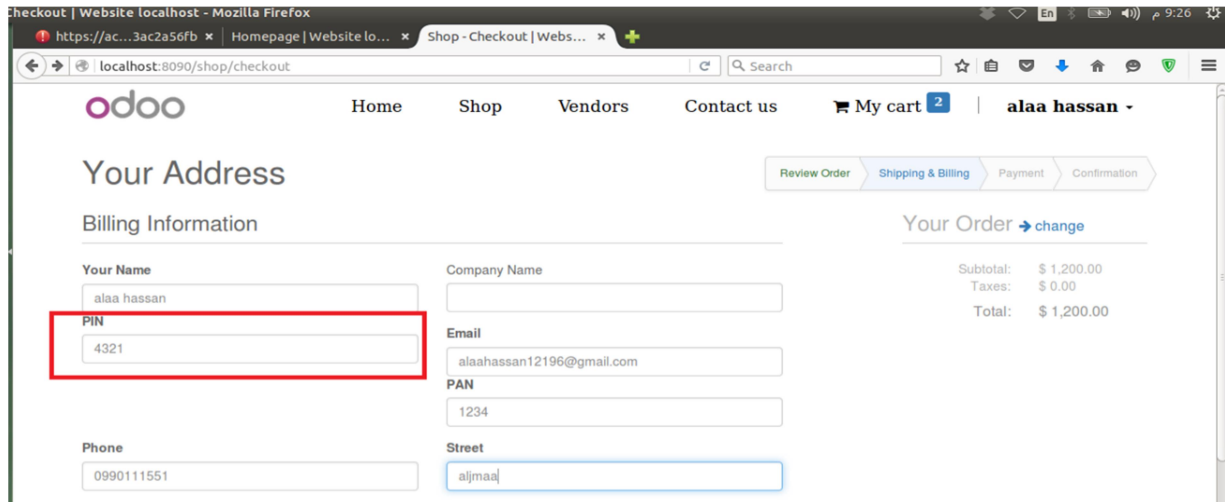 Checkout | Website localhost - Mozilla Firefox
En
م 9:26
https://ac...3ac2a56fb ×
Homepage | Website lo... ×
Shop - Checkout | Webs... ×
localhost:8090/shop/checkout
Search
odoo
Home
Shop
Vendors
Contact us
My cart 2
alaa hassan
Your Address
Review Order
Shipping & Billing
Payment
Confirmation
Billing Information
Your Order change
Your Name
Company Name
alaa hassan
Subtotal: $ 1,200.00
Taxes: $ 0.00
Total: $ 1,200.00
PIN
4321
Email
alaahassan12196@gmail.com
PAN
1234
Phone
Street
0990111551
aljmaa